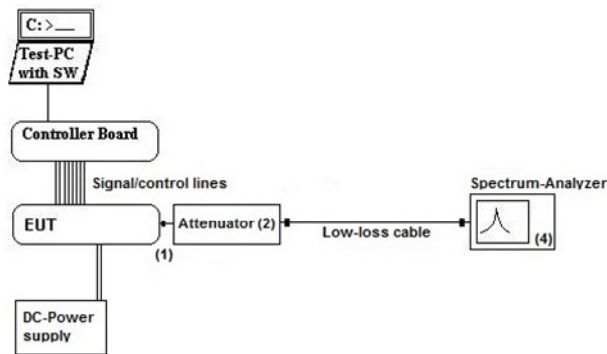 C:>__
Test-PC
with SW
Controller Board
Signal/control lines
Spectrum-Analyzer
EUT
Attenuator (2)
(1)
Low-loss cable
(4)
DC-Power
supply